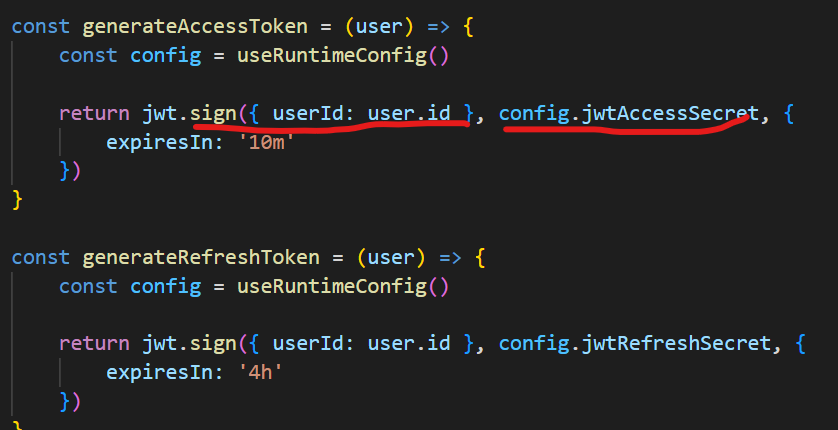 const generateAccessToken = (user) => {
const config = useRuntimeConfig()
return jwt.sign({ userId: user.id }, config.jwtAccessSecret, {
expiresIn: '10m'
})
}
const generateRefreshToken = (user) => {
const config = useRuntimeConfig()
return jwt.sign({ userId: user.id }, config.jwtRefreshSecret, {
expiresIn: '4h'
})
}